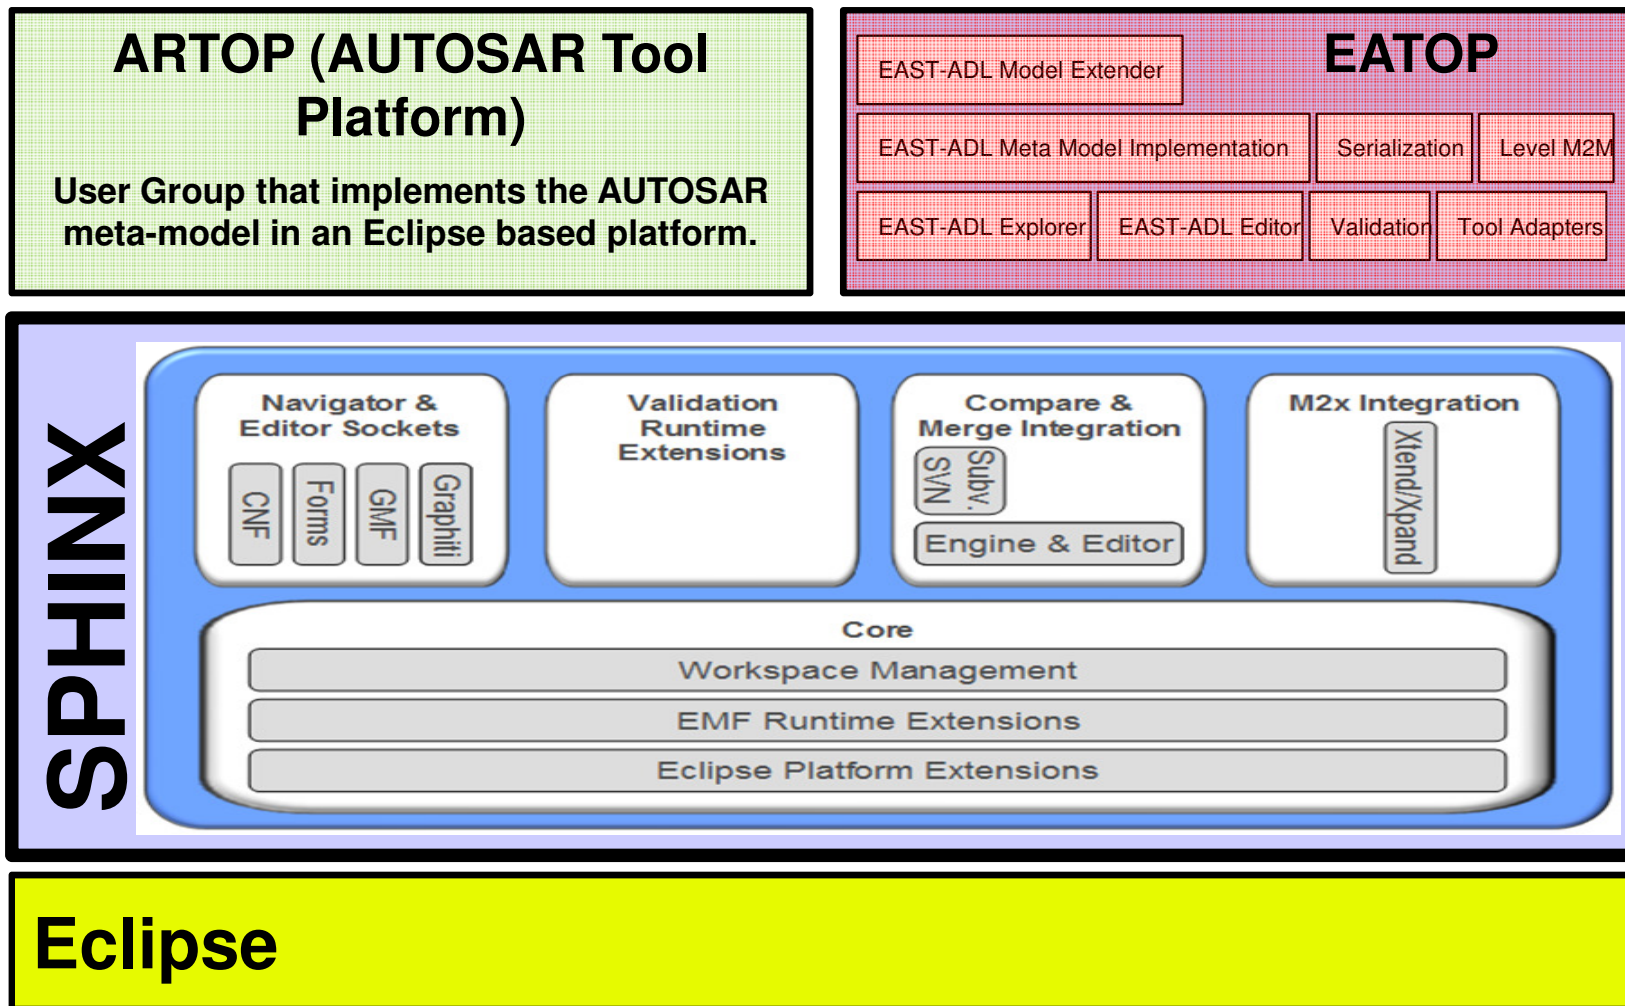 ARTOP (AUTOSAR Tool
Platform)
User Group that implements the AUTOSAR
meta-model in an Eclipse based platform.
EATOP
EAST-ADL Model Extender
EAST-ADL Meta Model Implementation
Serialization
Level M2M
EAST-ADL Explorer
EAST-ADL Editor
Validation
Tool Adapters
SPHINX
Navigator &
Editor Sockets
CNF
Forms
GMF
Graphiti
Validation
Runtime
Extensions
Compare &
Merge Integration
Subv.
SVN
Engine & Editor
M2x Integration
Xtend/Xpand
Core
Workspace Management
EMF Runtime Extensions
Eclipse Platform Extensions
Eclipse